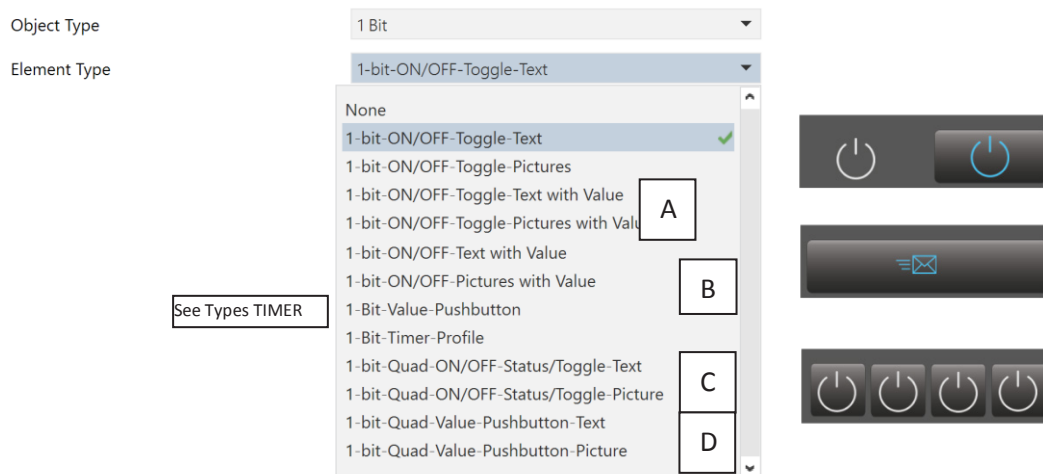 Object Type 1 Bit
Element Type 1-bit-ON/OFF-Toggle-Text
None
1-bit-ON/OFF-Toggle-Text
1-bit-ON/OFF-Toggle-Pictures
1-bit-ON/OFF-Toggle-Text with Value
A
1-bit-ON/OFF-Toggle-Pictures with Valu
1-bit-ON/OFF-Text with Value
1-bit-ON/OFF-Pictures with Value
B
See Types TIMER
1-Bit-Value-Pushbutton
1-Bit-Timer-Profile
1-bit-Quad-ON/OFF-Status/Toggle-Text
C
1-bit-Quad-ON/OFF-Status/Toggle-Picture
1-bit-Quad-Value-Pushbutton-Text
D
1-bit-Quad-Value-Pushbutton-Picture